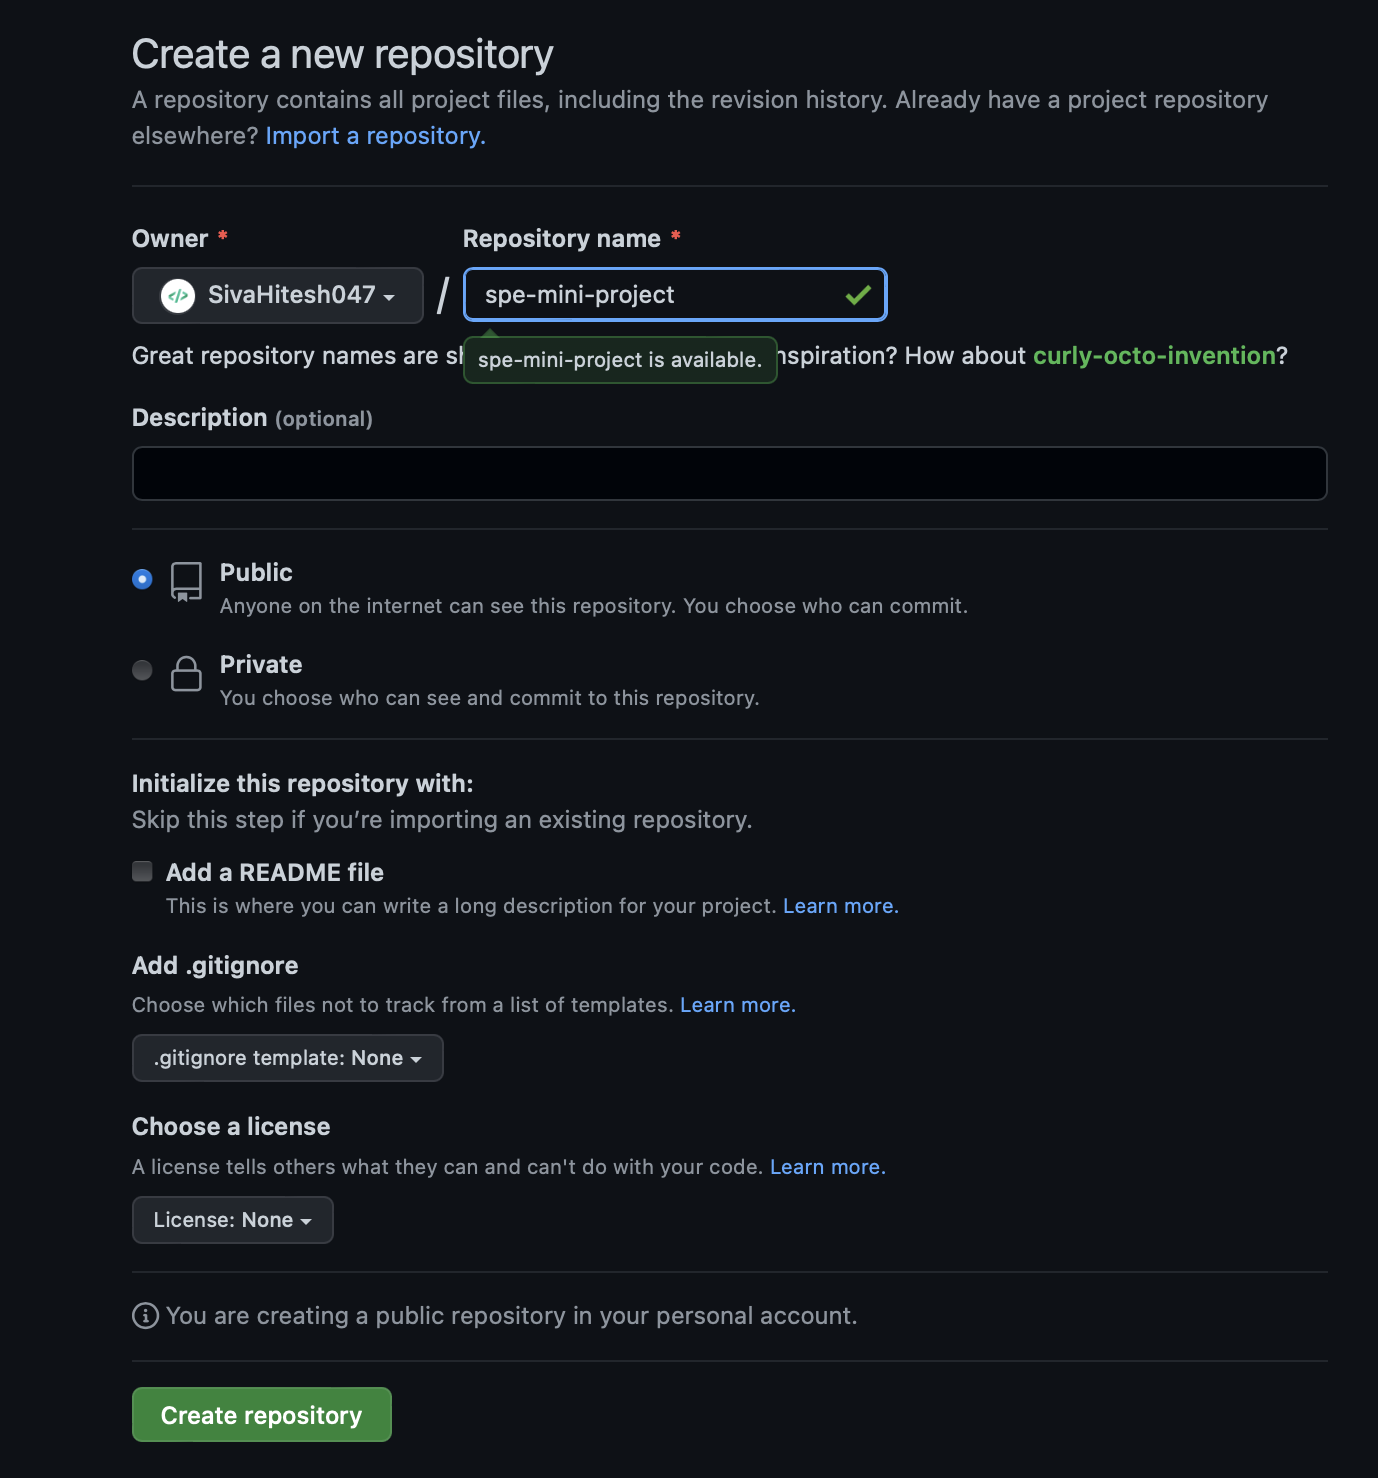 Create a new repository
A repository contains all project files, including the revision history. Already have a project repository
elsewhere? Import a repository.
Owner *
Repository name *
SivaHitesh047
/
spe-mini-project
Great repository names are
spe-mini-project is available.
How about curly-octo-invention?
Description (optional)
Public
Anyone on the internet can see this repository. You choose who can commit.
Private
You choose who can see and commit to this repository.
Initialize this repository with:
Skip this step if you’re importing an existing repository.
Add a README file
This is where you can write a long description for your project. Learn more.
Add .gitignore
Choose which files not to track from a list of templates. Learn more.
.gitignore template: None
Choose a license
A license tells others what they can and can't do with your code. Learn more.
License: None
You are creating a public repository in your personal account.
Create repository